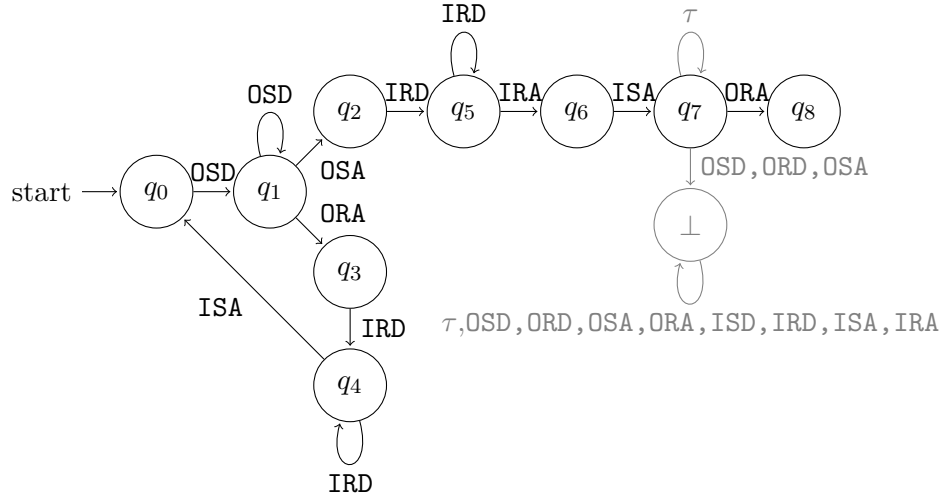 IRD
τ
OSD
q2
IRD
q5
IRA
q6
ISA
q7
ORA
q8
start
q0
OSD
q1
OSA
OSD,ORD,OSA
ORA
⊥
q3
ISA
IRD
τ,OSD,ORD,OSA,ORA,ISD,IRD,ISA,IRA
q4
IRD